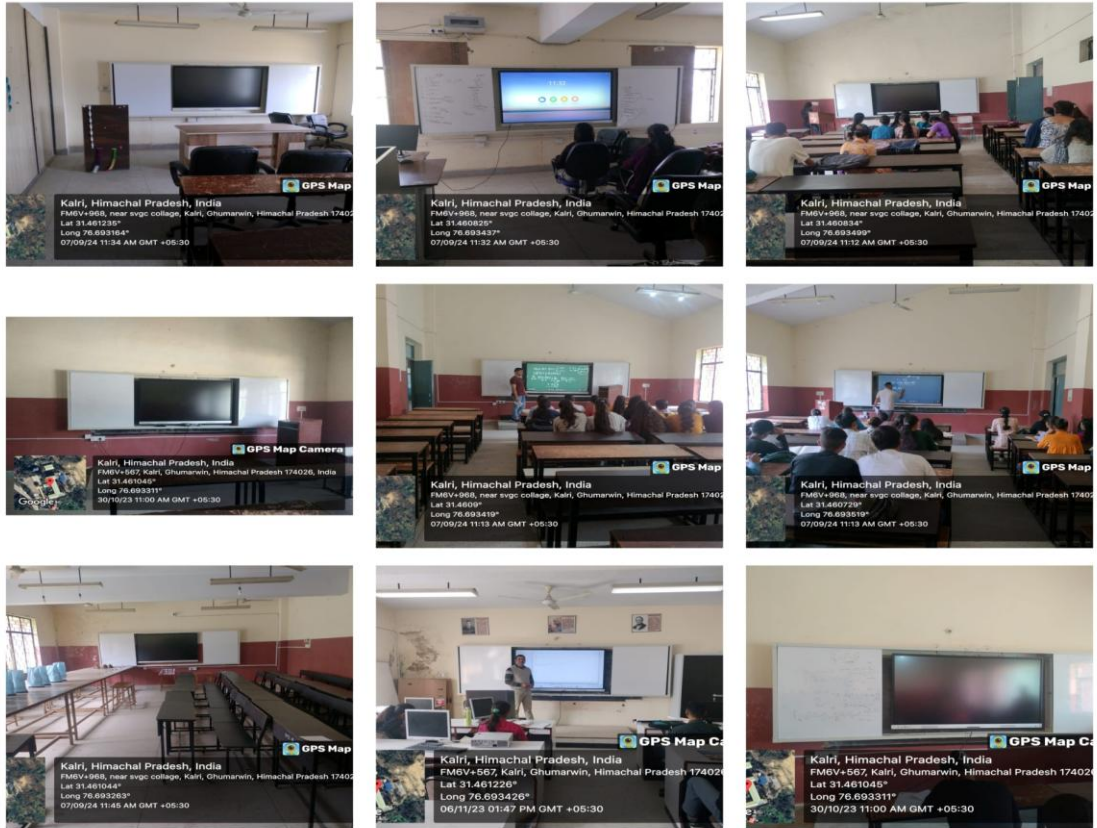 GPS Map
Kalri, Himachal Pradesh, India
FM6V+968, near svgc collage, Kalri, Ghumarwin, Himachal Pradesh 17402
Lat 31.461235°
Long 76.693164°
07/09/24 11:34 AM GMT +05:30
11:32
GPS Map
Kalri, Himachal Pradesh, India
FM6V+968, near svgc collage, Kalri, Ghumarwin, Himachal Pradesh 17402
Lat 31.460825°
Long 76.693437°
07/09/24 11:32 AM GMT +05:30
GPS Map
Kalri, Himachal Pradesh, India
FM6V+968, near svgc collage, Kalri, Ghumarwin, Himachal Pradesh 17402
Lat 31.460834°
Long 76.693499°
07/09/24 11:12 AM GMT +05:30
GPS Map Camera
Kalri, Himachal Pradesh, India
FM6V+567, Kalri, Ghumarwin, Himachal Pradesh 174026, India
Lat 31.461045°
Long 76.693311°
30/10/23 11:00 AM GMT +05:30
Google
GPS Map
Kalri, Himachal Pradesh, India
FM6V+968, near svgc collage, Kalri, Ghumarwin, Himachal Pradesh 17402
Lat 31.4609°
Long 76.693419°
07/09/24 11:13 AM GMT +05:30
GPS Map
Kalri, Himachal Pradesh, India
FM6V+968, near svgc collage, Kalri, Ghumarwin, Himachal Pradesh 17402
Lat 31.460729°
Long 76.693519°
07/09/24 11:13 AM GMT +05:30
GPS Map
Kalri, Himachal Pradesh, India
FM6V+968, near svgc collage, Kalri, Ghumarwin, Himachal Pradesh 17402
Lat 31.461044°
Long 76.693263°
07/09/24 11:45 AM GMT +05:30
GPS Map Ca
Kalri, Himachal Pradesh, India
FM6V+567, Kalri, Ghumarwin, Himachal Pradesh 17402
Lat 31.461226°
Long 76.693426°
06/11/23 01:47 PM GMT +05:30
GPS Map Ca
Kalri, Himachal Pradesh, India
FM6V+567, Kalri, Ghumarwin, Himachal Pradesh 17402
Lat 31.461045°
Long 76.693311°
30/10/23 11:00 AM GMT +05:30